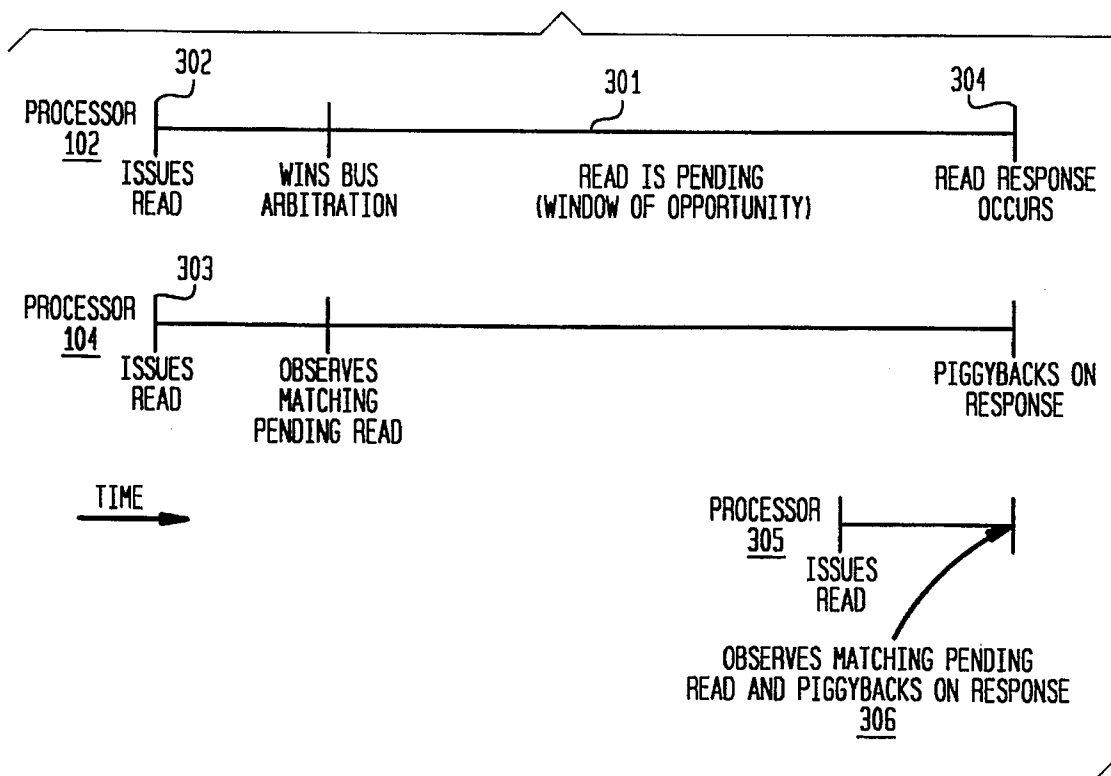 302
301
304
PROCESSOR
102
ISSUES
READ
WINS BUS
ARBITRATION
READ IS PENDING
(WINDOW OF OPPORTUNITY)
READ RESPONSE
OCCURS
303
PROCESSOR
104
ISSUES
READ
OBSERVES
MATCHING
PENDING READ
PIGGYBACKS ON
RESPONSE
TIME
PROCESSOR
305
ISSUES
READ
OBSERVES MATCHING PENDING
READ AND PIGGYBACKS ON RESPONSE
306